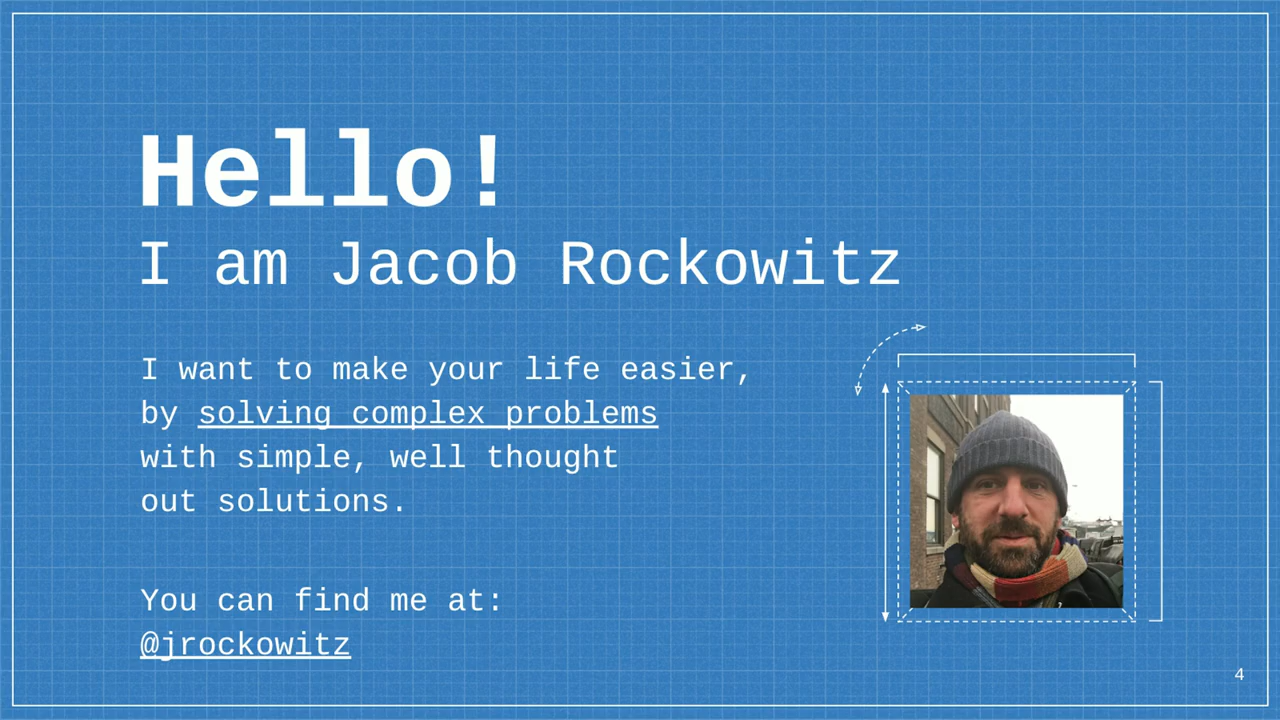 Hello!
I am Jacob Rockowitz
I want to make your life easier,
by solving complex problems
with simple, well thought
out solutions.
You can find me at:
@jrockowitz
4